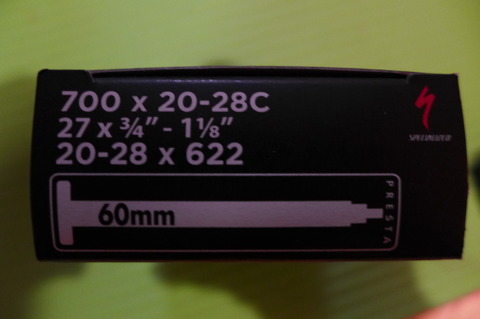 700 x 20-28C
27 x ¾" - 1⅛"
20-28 x 622
SPECIALIZED
60mm
PRESTA